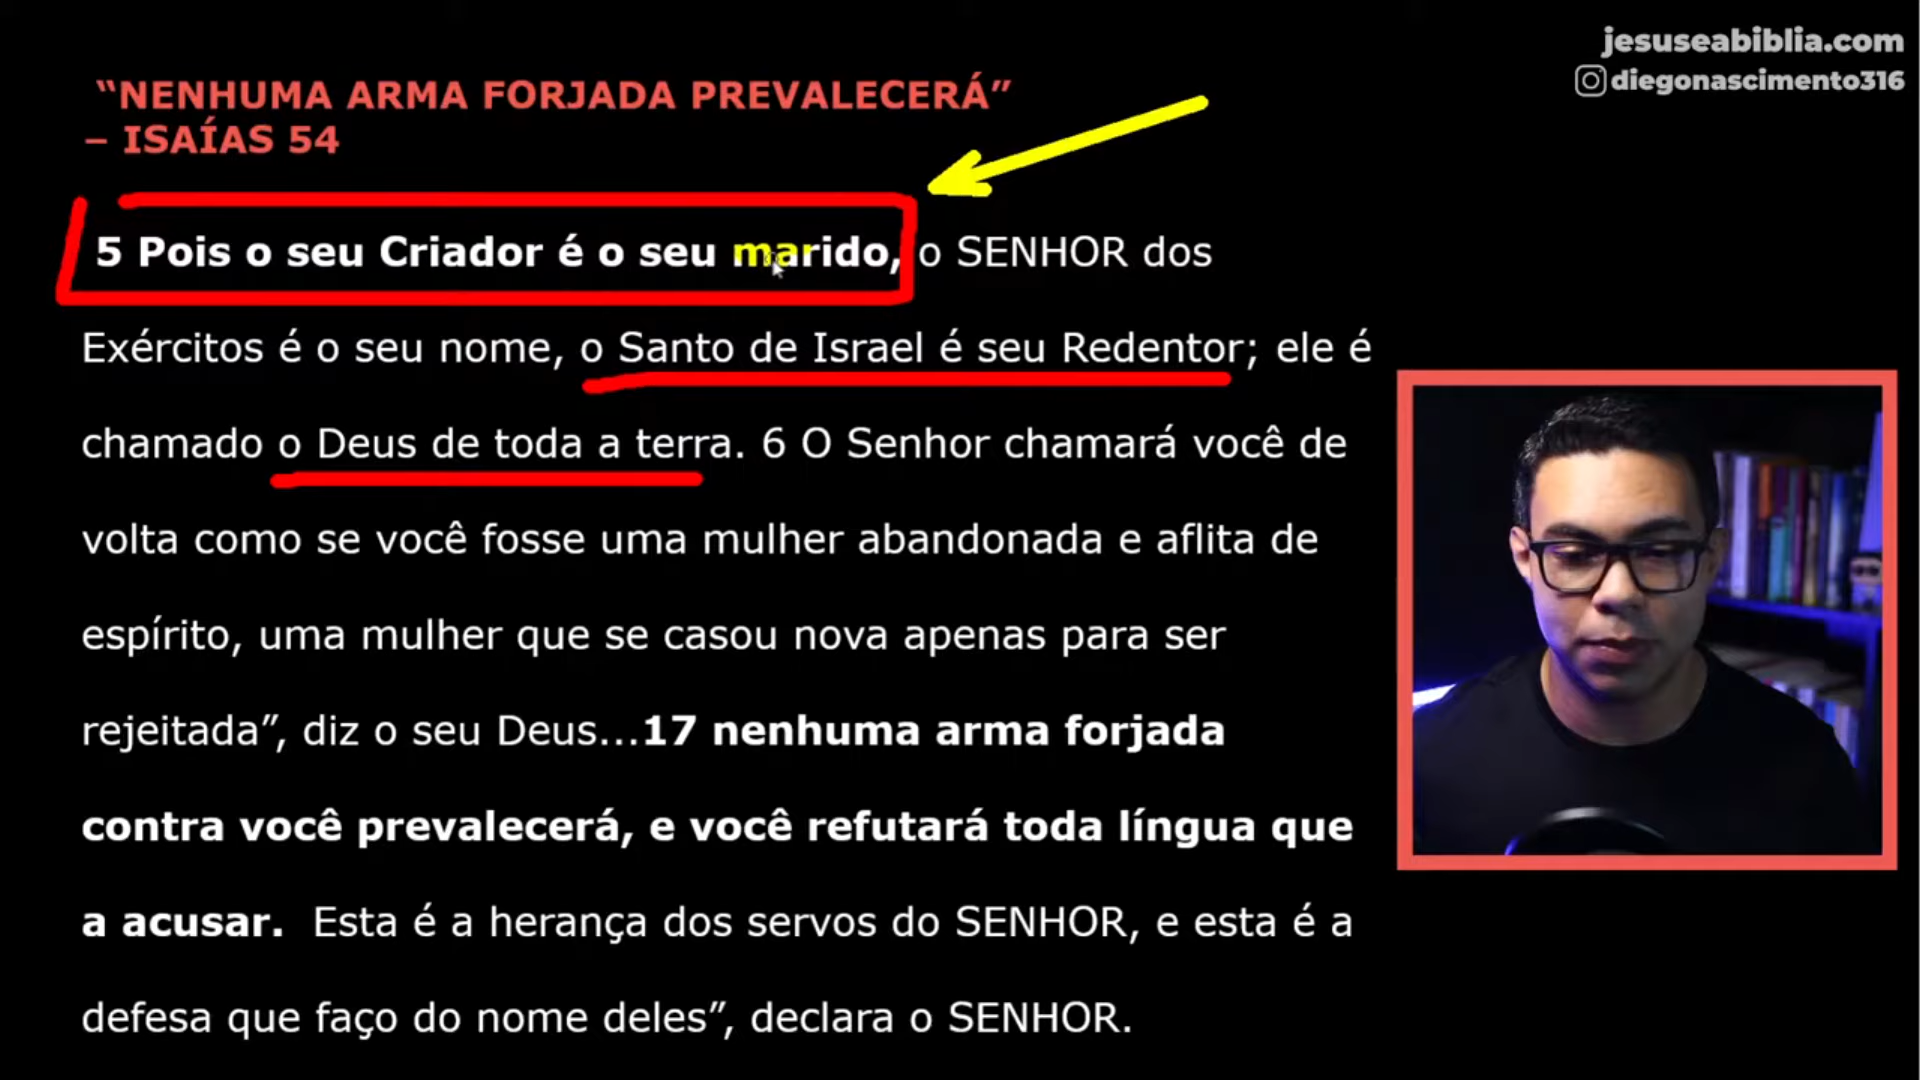 jesuseabiblia.com
diegonascimento316
“NENHUMA ARMA FORJADA PREVALECERÁ”
– ISAÍAS 54
5 Pois o seu Criador é o seu marido, o SENHOR dos
Exércitos é o seu nome, o Santo de Israel é seu Redentor; ele é
chamado o Deus de toda a terra. 6 O Senhor chamará você de
volta como se você fosse uma mulher abandonada e aflita de
espírito, uma mulher que se casou nova apenas para ser
rejeitada”, diz o seu Deus...17 nenhuma arma forjada
contra você prevalecerá, e você refutará toda língua que
a acusar. Esta é a herança dos servos do SENHOR, e esta é a
defesa que faço do nome deles”, declara o SENHOR.